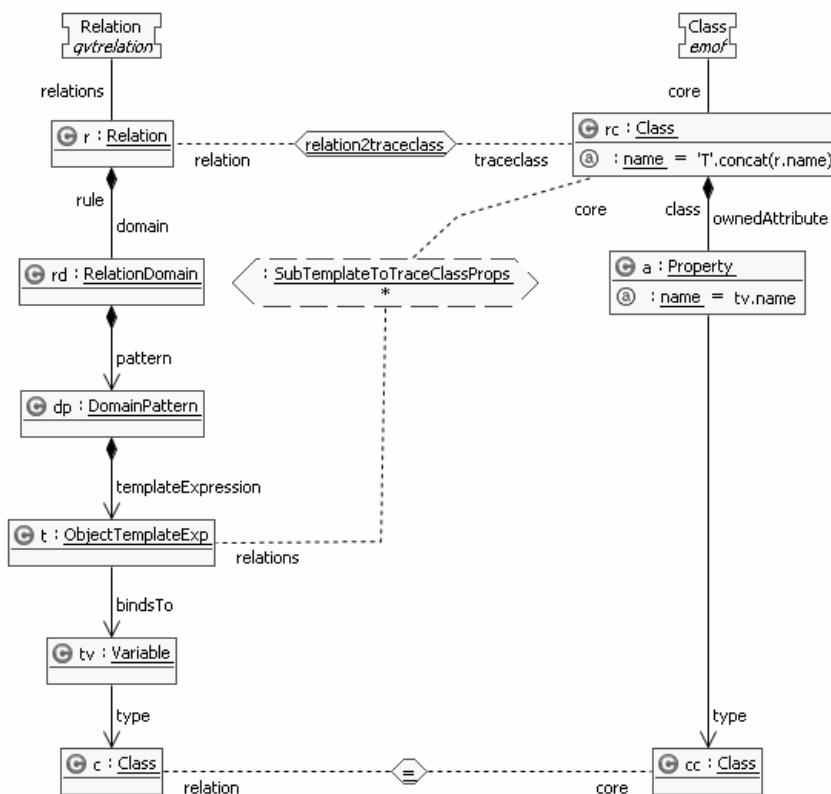 Relation
qvtrelation
Class
emof
relations
core
r : Relation
relation2traceclass
relation
traceclass
rc : Class
: name = 'T'.concat(r.name)
rule
domain
core
class
ownedAttribute
rd : RelationDomain
: SubTemplateToTraceClassProps
*
a : Property
: name = tv.name
pattern
dp : DomainPattern
templateExpression
t : ObjectTemplateExp
relations
bindsTo
tv : Variable
type
type
c : Class
=
cc : Class
relation
core